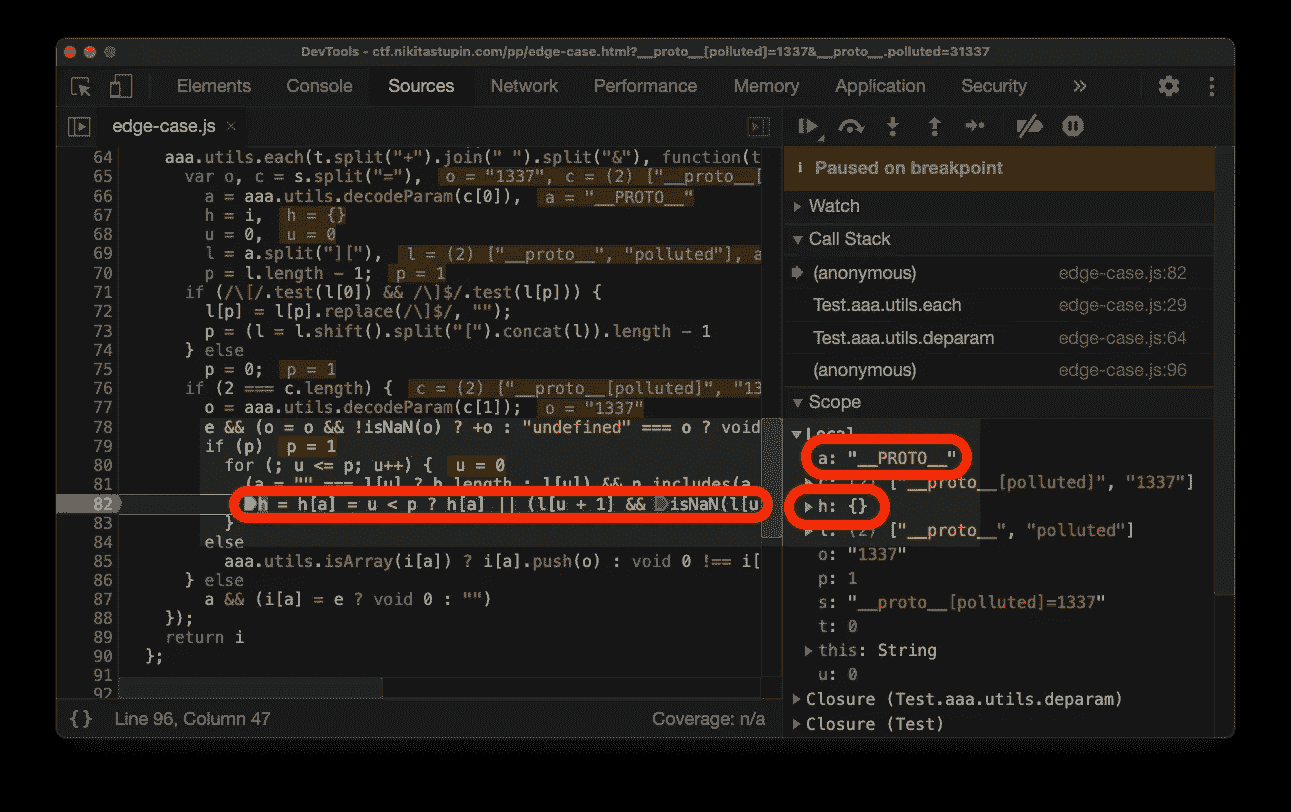 DevTools - ctf.nikitastupin.com/pp/edge-case.html?__proto__[polluted]=1337&__proto__.polluted=31337
Elements Console Sources Network Performance Memory Application Security »
edge-case.js ×
64 aaa.utils.each(t.split("+").join(" ").split("&"), function(t
65 var o, c = s.split("="), o = "1337", c = (2) ["__proto__[
66 a = aaa.utils.decodeParam(c[0]), a = "__PROTO__"
67 h = i, h = {}
68 u = 0, u = 0
69 l = a.split("]["), l = (2) ["__proto__", "polluted"], a
70 p = l.length - 1; p = 1
71 if (/\[/.test(l[0]) && /\]$/.test(l[p])) {
72 l[p] = l[p].replace(/\]$/, "");
73 p = (l = l.shift().split("[").concat(l)).length - 1
74 } else
75 p = 0; p = 1
76 if (2 === c.length) { c = (2) ["__proto__[polluted]", "13
77 o = aaa.utils.decodeParam(c[1]); o = "1337"
78 e && (o = o && !isNaN(o) ? +o : "undefined" === o ? void
79 if (p) p = 1
80 for (; u <= p; u++) { u = 0
81 (a = "" === l[u] ? h.length : l[u]) && n.includes(a
82 h = h[a] = u < p ? h[a] || (l[u + 1] && isNaN(l[u
83 }
84 else
85 aaa.utils.isArray(i[a]) ? i[a].push(o) : void 0 !== i[
86 } else
87 a && (i[a] = e ? void 0 : "")
88 });
89 return i
90 };
91
92
{} Line 96, Column 47 Coverage: n/a
i Paused on breakpoint
Watch
Call Stack
(anonymous) edge-case.js:82
Test.aaa.utils.each edge-case.js:29
Test.aaa.utils.deparam edge-case.js:64
(anonymous) edge-case.js:96
Scope
Local
a: "__PROTO__"
c: (2) ["__proto__[polluted]", "1337"]
h: {}
l: (2) ["__proto__", "polluted"]
o: "1337"
p: 1
s: "__proto__[polluted]=1337"
t: 0
this: String
u: 0
Closure (Test.aaa.utils.deparam)
Closure (Test)